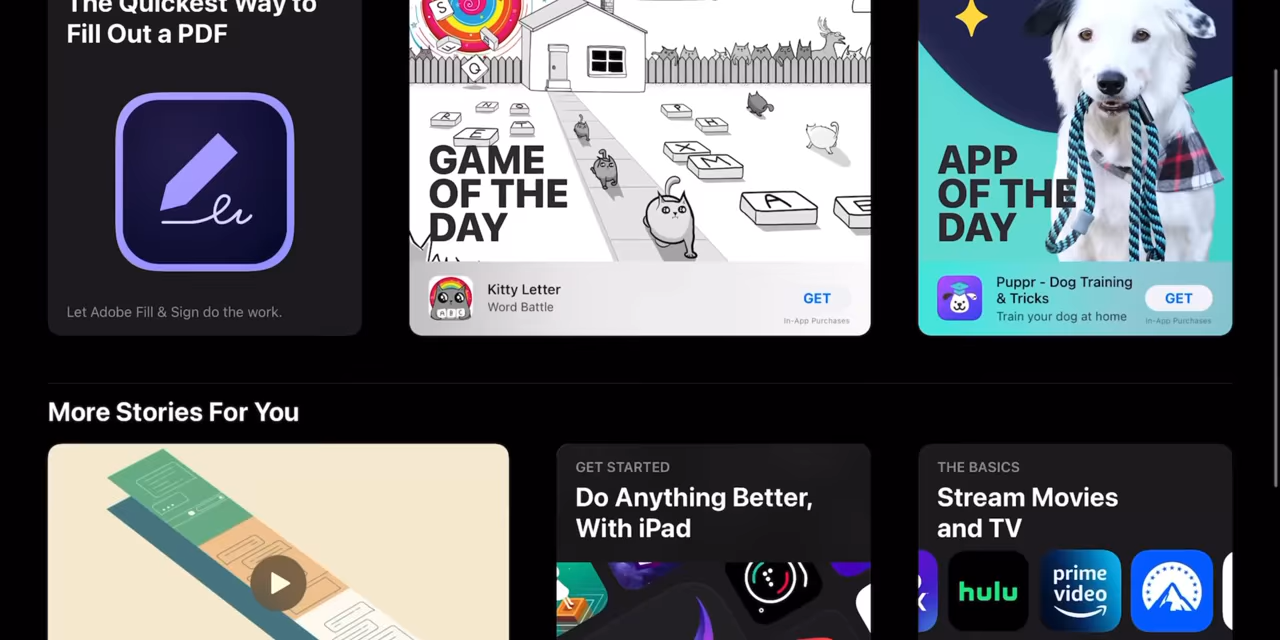 The Quickest Way to
Fill Out a PDF
Let Adobe Fill & Sign do the work.
S
Q
N
O
R
E
T
I
P
H
X
M
A
E
GAME
OF THE
DAY
Kitty Letter
Word Battle
GET
In-App Purchases
ABC
APP
OF THE
DAY
Puppr - Dog Training
& Tricks
Train your dog at home
GET
In-App Purchases
More Stories For You
GET STARTED
Do Anything Better,
With iPad
THE BASICS
Stream Movies
and TV
hulu
prime
video